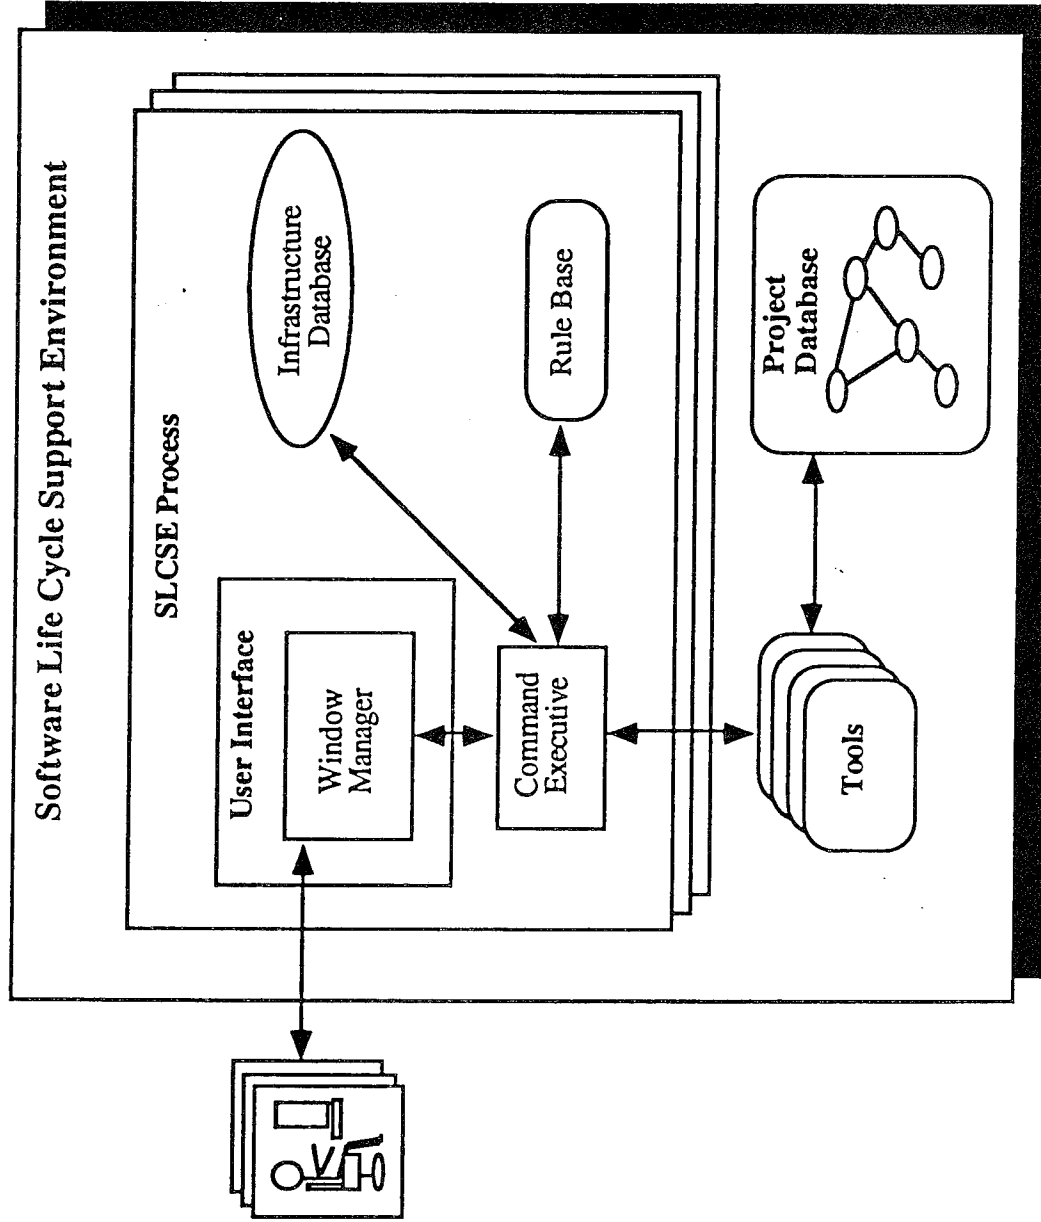 Software Life Cycle Support Environment
SLCSE Process
User Interface
Window
Manager
Infrastructure
Database
Command
Executive
Rule Base
Tools
Project
Database